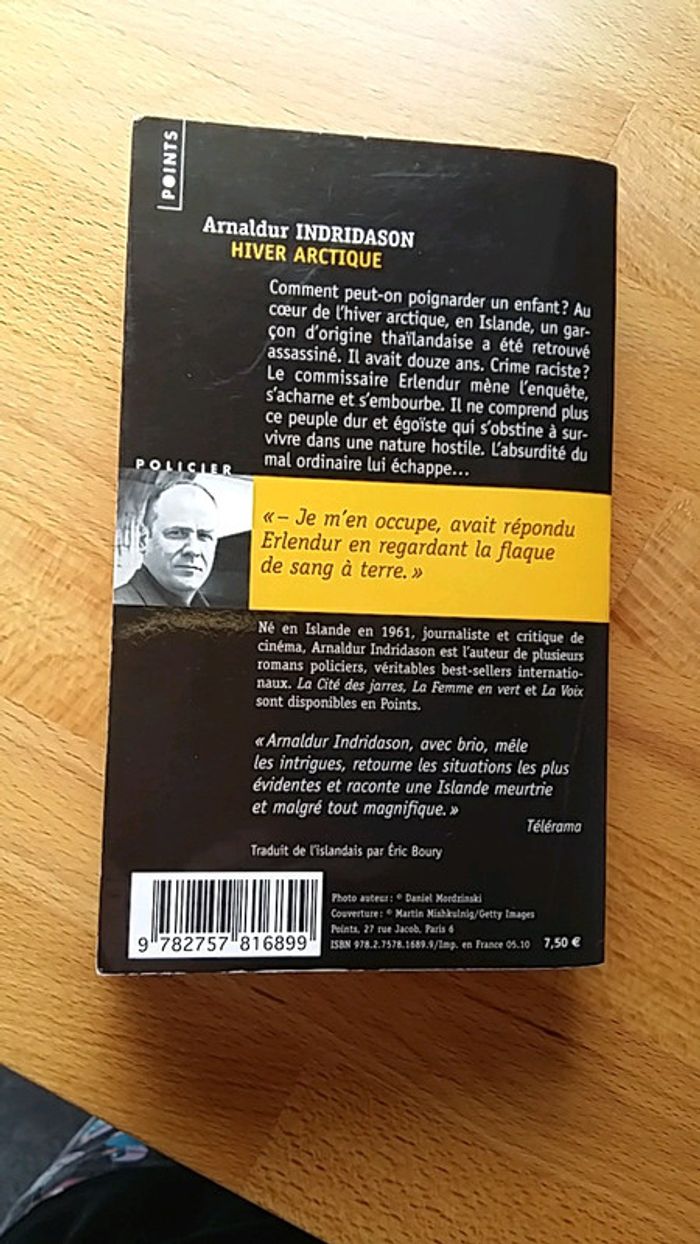 POINTS
Arnaldur INDRIDASON
HIVER ARCTIQUE
Comment peut-on poignarder un enfant ? Au
cœur de l'hiver arctique, en Islande, un gar-
çon d'origine thaïlandaise a été retrouvé
assassiné. Il avait douze ans. Crime raciste ?
Le commissaire Erlendur mène l'enquête,
s'acharne et s'embourbe. Il ne comprend plus
ce peuple dur et égoïste qui s'obstine à sur-
vivre dans une nature hostile. L'absurdité du
mal ordinaire lui échappe...
POLICIER
« – Je m'en occupe, avait répondu
Erlendur en regardant la flaque
de sang à terre. »
Né en Islande en 1961, journaliste et critique de
cinéma, Arnaldur Indridason est l'auteur de plusieurs
romans policiers, véritables best-sellers internatio-
naux. La Cité des jarres, La Femme en vert et La Voix
sont disponibles en Points.
« Arnaldur Indridason, avec brio, mêle
les intrigues, retourne les situations les plus
évidentes et raconte une Islande meurtrie
et malgré tout magnifique. »
Télérama
Traduit de l'islandais par Éric Boury
Photo auteur : © Daniel Mordzinski
Couverture : © Martin Mishkulnig/Getty Images
Points, 27 rue Jacob, Paris 6
ISBN 978.2.7578.1689.9/Imp. en France 05.10 7,50 €
9 782757 816899